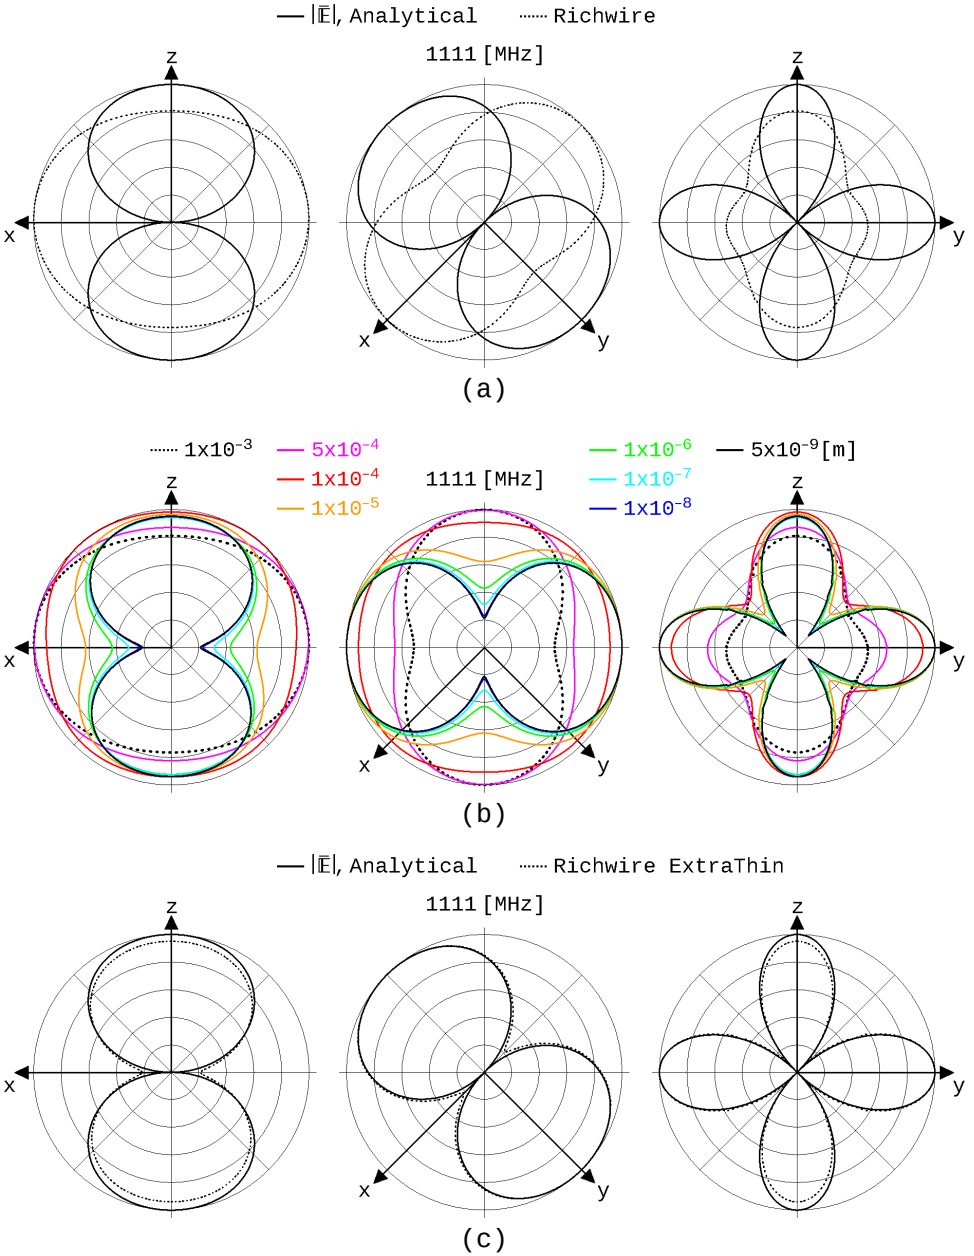 |Ē|, Analytical Richwire
1111 [MHz]
z z
x x y y
(a)
1x10⁻³ 5x10⁻⁴ 1x10⁻⁶ 5x10⁻⁹[m]
1x10⁻⁴ 1111 [MHz] 1x10⁻⁷
1x10⁻⁵ 1x10⁻⁸
z z
x x y y
(b)
|Ē|, Analytical Richwire ExtraThin
1111 [MHz]
z z
x x y y
(c)